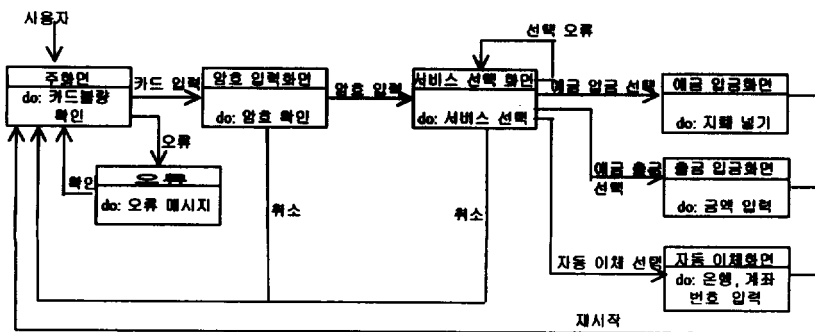 사용자
선택 오류
주화면
do: 카드불량
확인
카드 입력
암호 입력화면
do: 암호 확인
암호 입력
서비스 선택 화면
do: 서비스 선택
예금 입금 선택
예금 입금화면
do: 지폐 넣기
오류
확인
오류
do: 오류 메시지
취소
취소
예금 출금
선택
출금 입금화면
do: 금액 입력
자동 이체 선택
자동 이체화면
do: 은행, 계좌
번호 입력
재시작